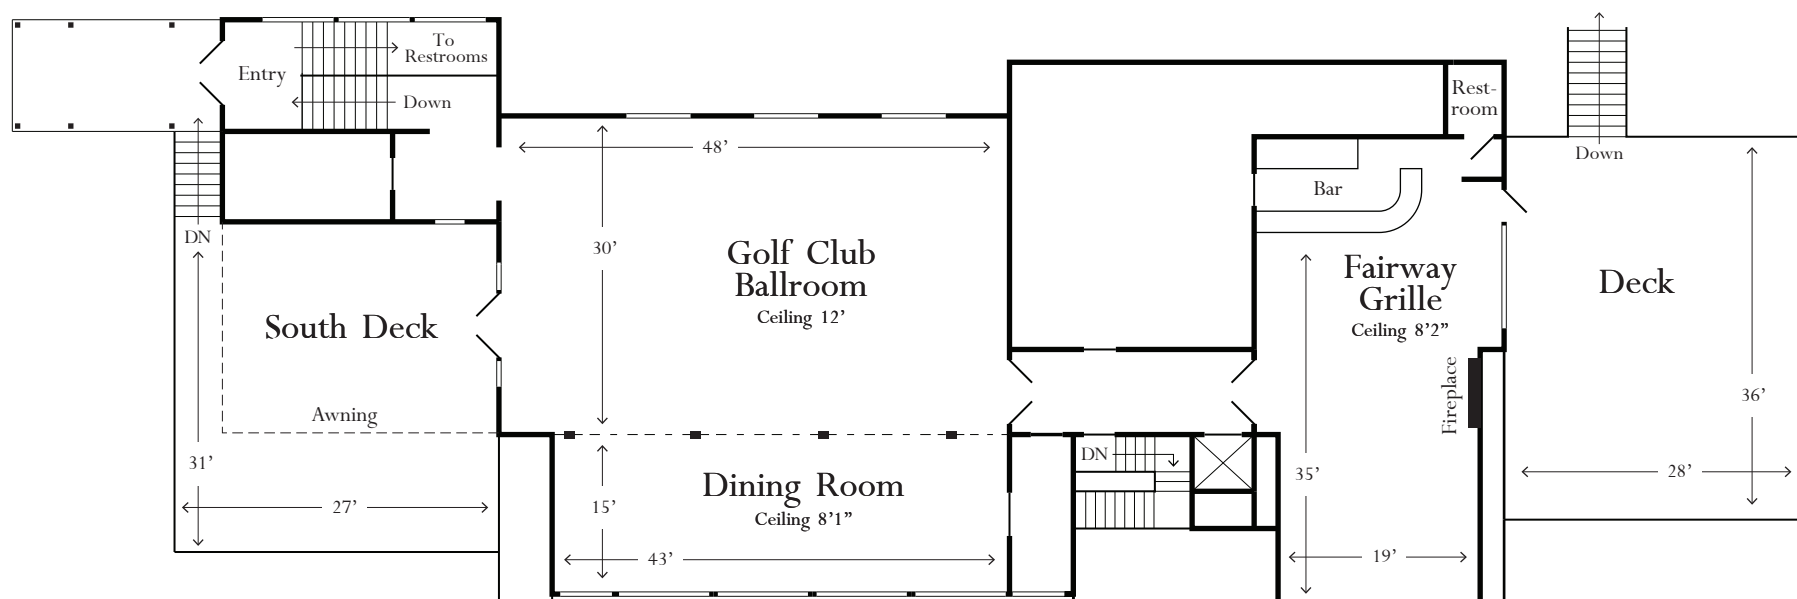 To
Restrooms
Entry
Down
DN
South Deck
Awning
31’
27’
48’
30’
Golf Club
Ballroom
Ceiling 12’
Dining Room
Ceiling 8’1”
15’
43’
DN
Rest-
room
Bar
Fairway
Grille
Ceiling 8’2”
Fireplace
35’
19’
Down
Deck
36’
28’